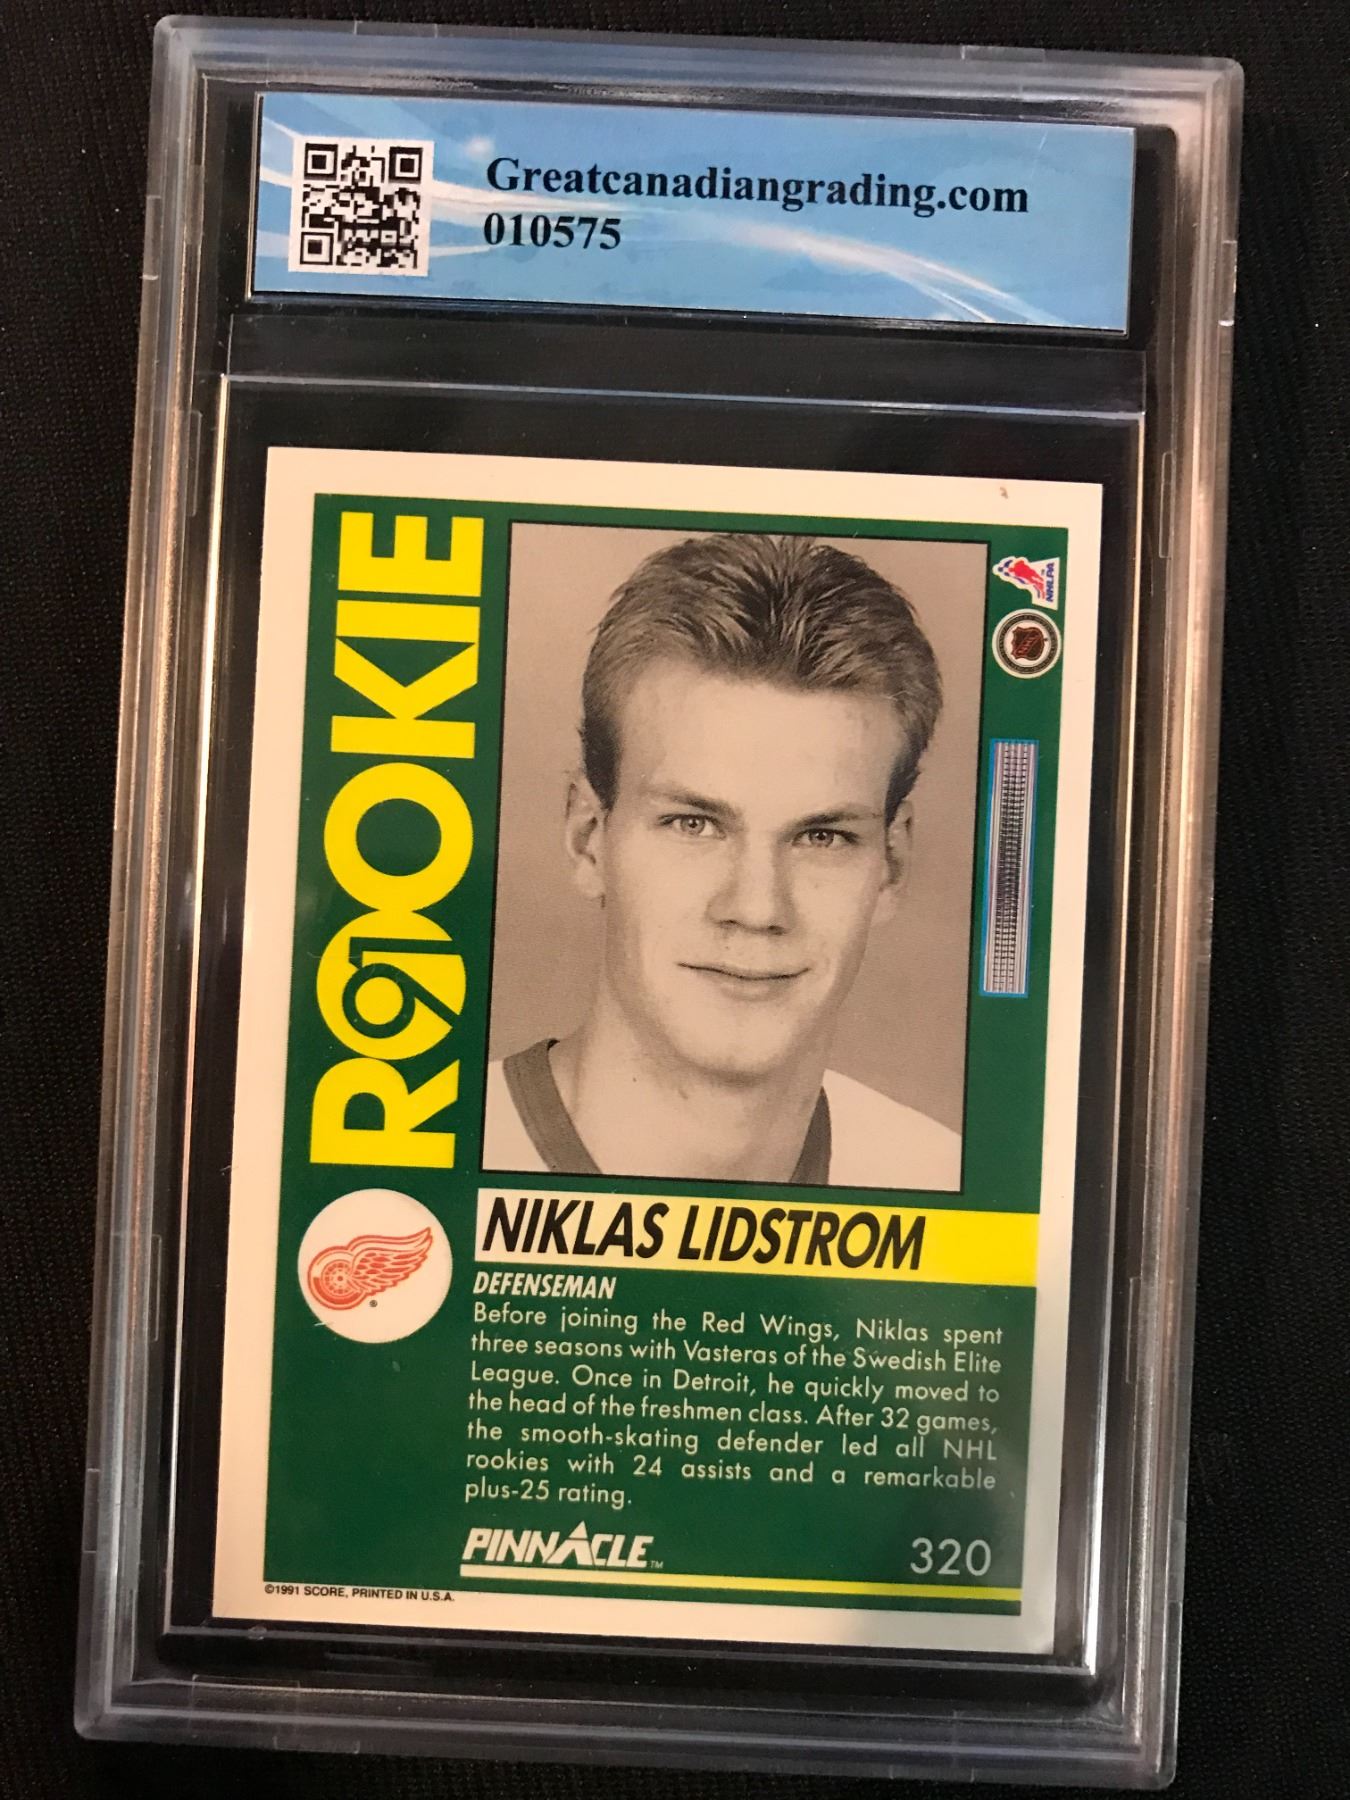 Greatcanadiangrading.com
010575
ROOKIE
91
NHLPA
NIKLAS LIDSTROM
DEFENSEMAN
Before joining the Red Wings, Niklas spent
three seasons with Vasteras of the Swedish Elite
League. Once in Detroit, he quickly moved to
the head of the freshmen class. After 32 games,
the smooth-skating defender led all NHL
rookies with 24 assists and a remarkable
plus-25 rating.
PINNACLE™
320
©1991 SCORE, PRINTED IN U.S.A.